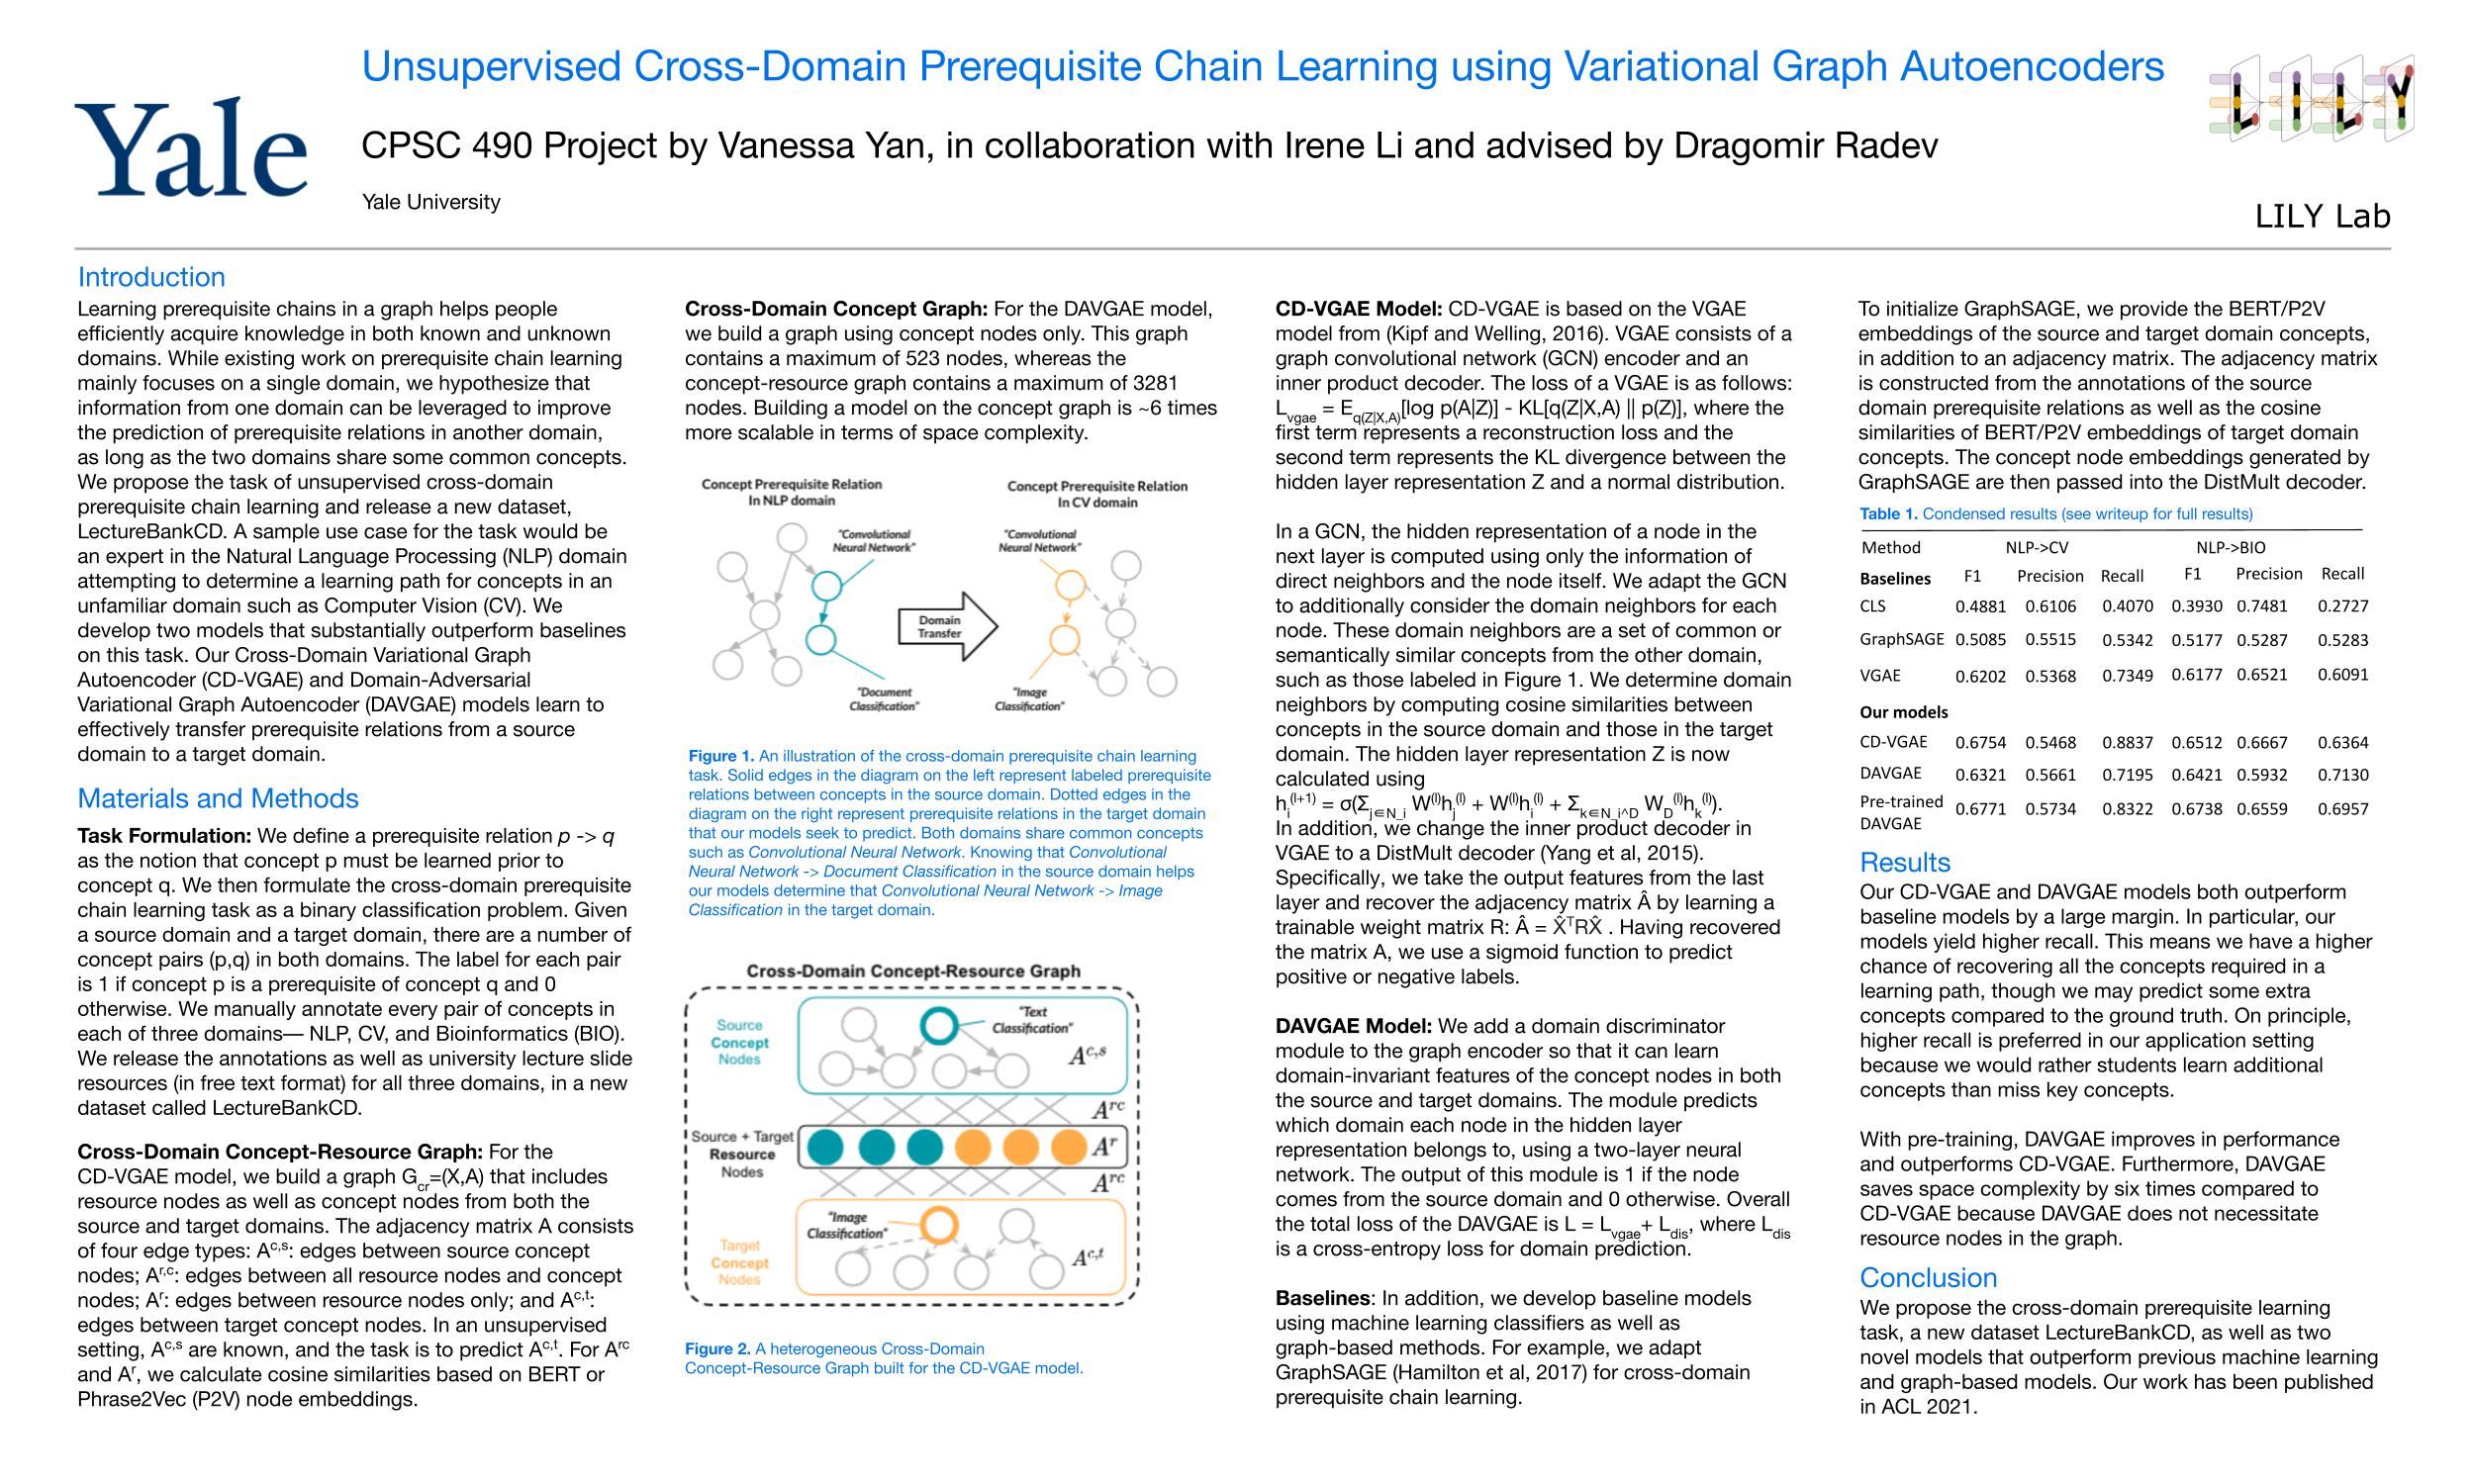 Unsupervised Cross-Domain Prerequisite Chain Learning using Variational Graph Autoencoders
Yale
CPSC 490 Project by Vanessa Yan, in collaboration with Irene Li and advised by Dragomir Radev
Yale University
LILY
LILY Lab
Introduction
Learning prerequisite chains in a graph helps people
efficiently acquire knowledge in both known and unknown
domains. While existing work on prerequisite chain learning
mainly focuses on a single domain, we hypothesize that
information from one domain can be leveraged to improve
the prediction of prerequisite relations in another domain,
as long as the two domains share some common concepts.
We propose the task of unsupervised cross-domain
prerequisite chain learning and release a new dataset,
LectureBankCD. A sample use case for the task would be
an expert in the Natural Language Processing (NLP) domain
attempting to determine a learning path for concepts in an
unfamiliar domain such as Computer Vision (CV). We
develop two models that substantially outperform baselines
on this task. Our Cross-Domain Variational Graph
Autoencoder (CD-VGAE) and Domain-Adversarial
Variational Graph Autoencoder (DAVGAE) models learn to
effectively transfer prerequisite relations from a source
domain to a target domain.
Materials and Methods
Task Formulation: We define a prerequisite relation p -> q
as the notion that concept p must be learned prior to
concept q. We then formulate the cross-domain prerequisite
chain learning task as a binary classification problem. Given
a source domain and a target domain, there are a number of
concept pairs (p,q) in both domains. The label for each pair
is 1 if concept p is a prerequisite of concept q and 0
otherwise. We manually annotate every pair of concepts in
each of three domains— NLP, CV, and Bioinformatics (BIO).
We release the annotations as well as university lecture slide
resources (in free text format) for all three domains, in a new
dataset called LectureBankCD.
Cross-Domain Concept-Resource Graph: For the
CD-VGAE model, we build a graph G_cr=(X,A) that includes
resource nodes as well as concept nodes from both the
source and target domains. The adjacency matrix A consists
of four edge types: A^c,s: edges between source concept
nodes; A^r,c: edges between all resource nodes and concept
nodes; A^r: edges between resource nodes only; and A^c,t:
edges between target concept nodes. In an unsupervised
setting, A^c,s are known, and the task is to predict A^c,t. For A^rc
and A^r, we calculate cosine similarities based on BERT or
Phrase2Vec (P2V) node embeddings.
Cross-Domain Concept Graph: For the DAVGAE model,
we build a graph using concept nodes only. This graph
contains a maximum of 523 nodes, whereas the
concept-resource graph contains a maximum of 3281
nodes. Building a model on the concept graph is ~6 times
more scalable in terms of space complexity.
Concept Prerequisite Relation
In NLP domain
Concept Prerequisite Relation
In CV domain
"Convolutional
Neural Network"
"Convolutional
Neural Network"
Domain
Transfer
"Document
Classification"
"Image
Classification"
Figure 1. An illustration of the cross-domain prerequisite chain learning
task. Solid edges in the diagram on the left represent labeled prerequisite
relations between concepts in the source domain. Dotted edges in the
diagram on the right represent prerequisite relations in the target domain
that our models seek to predict. Both domains share common concepts
such as Convolutional Neural Network. Knowing that Convolutional
Neural Network -> Document Classification in the source domain helps
our models determine that Convolutional Neural Network -> Image
Classification in the target domain.
Cross-Domain Concept-Resource Graph
Source
Concept
Nodes
"Text
Classification"
A^c,s
A^rc
Source + Target
Resource
Nodes
A^r
A^rc
"Image
Classification"
Target
Concept
Nodes
A^c,t
Figure 2. A heterogeneous Cross-Domain
Concept-Resource Graph built for the CD-VGAE model.
CD-VGAE Model: CD-VGAE is based on the VGAE
model from (Kipf and Welling, 2016). VGAE consists of a
graph convolutional network (GCN) encoder and an
inner product decoder. The loss of a VGAE is as follows:
L_vgae = E_q(Z|X,A)[log p(A|Z)] - KL[q(Z|X,A) || p(Z)], where the
first term represents a reconstruction loss and the
second term represents the KL divergence between the
hidden layer representation Z and a normal distribution.
In a GCN, the hidden representation of a node in the
next layer is computed using only the information of
direct neighbors and the node itself. We adapt the GCN
to additionally consider the domain neighbors for each
node. These domain neighbors are a set of common or
semantically similar concepts from the other domain,
such as those labeled in Figure 1. We determine domain
neighbors by computing cosine similarities between
concepts in the source domain and those in the target
domain. The hidden layer representation Z is now
calculated using
h_i^(l+1) = σ(Σ_j∈N_i W^(l)h_j^(l) + W^(l)h_i^(l) + Σ_k∈N_i^D W_D^(l)h_k^(l)).
In addition, we change the inner product decoder in
VGAE to a DistMult decoder (Yang et al, 2015).
Specifically, we take the output features from the last
layer and recover the adjacency matrix Â by learning a
trainable weight matrix R: Â = X̂^TRX̂ . Having recovered
the matrix A, we use a sigmoid function to predict
positive or negative labels.
DAVGAE Model: We add a domain discriminator
module to the graph encoder so that it can learn
domain-invariant features of the concept nodes in both
the source and target domains. The module predicts
which domain each node in the hidden layer
representation belongs to, using a two-layer neural
network. The output of this module is 1 if the node
comes from the source domain and 0 otherwise. Overall
the total loss of the DAVGAE is L = L_vgae+ L_dis, where L_dis
is a cross-entropy loss for domain prediction.
Baselines: In addition, we develop baseline models
using machine learning classifiers as well as
graph-based methods. For example, we adapt
GraphSAGE (Hamilton et al, 2017) for cross-domain
prerequisite chain learning.
To initialize GraphSAGE, we provide the BERT/P2V
embeddings of the source and target domain concepts,
in addition to an adjacency matrix. The adjacency matrix
is constructed from the annotations of the source
domain prerequisite relations as well as the cosine
similarities of BERT/P2V embeddings of target domain
concepts. The concept node embeddings generated by
GraphSAGE are then passed into the DistMult decoder.
Table 1. Condensed results (see writeup for full results)
Method NLP->CV NLP->BIO
Baselines F1 Precision Recall F1 Precision Recall
CLS 0.4881 0.6106 0.4070 0.3930 0.7481 0.2727
GraphSAGE 0.5085 0.5515 0.5342 0.5177 0.5287 0.5283
VGAE 0.6202 0.5368 0.7349 0.6177 0.6521 0.6091
Our models
CD-VGAE 0.6754 0.5468 0.8837 0.6512 0.6667 0.6364
DAVGAE 0.6321 0.5661 0.7195 0.6421 0.5932 0.7130
Pre-trained
DAVGAE 0.6771 0.5734 0.8322 0.6738 0.6559 0.6957
Results
Our CD-VGAE and DAVGAE models both outperform
baseline models by a large margin. In particular, our
models yield higher recall. This means we have a higher
chance of recovering all the concepts required in a
learning path, though we may predict some extra
concepts compared to the ground truth. On principle,
higher recall is preferred in our application setting
because we would rather students learn additional
concepts than miss key concepts.
With pre-training, DAVGAE improves in performance
and outperforms CD-VGAE. Furthermore, DAVGAE
saves space complexity by six times compared to
CD-VGAE because DAVGAE does not necessitate
resource nodes in the graph.
Conclusion
We propose the cross-domain prerequisite learning
task, a new dataset LectureBankCD, as well as two
novel models that outperform previous machine learning
and graph-based models. Our work has been published
in ACL 2021.